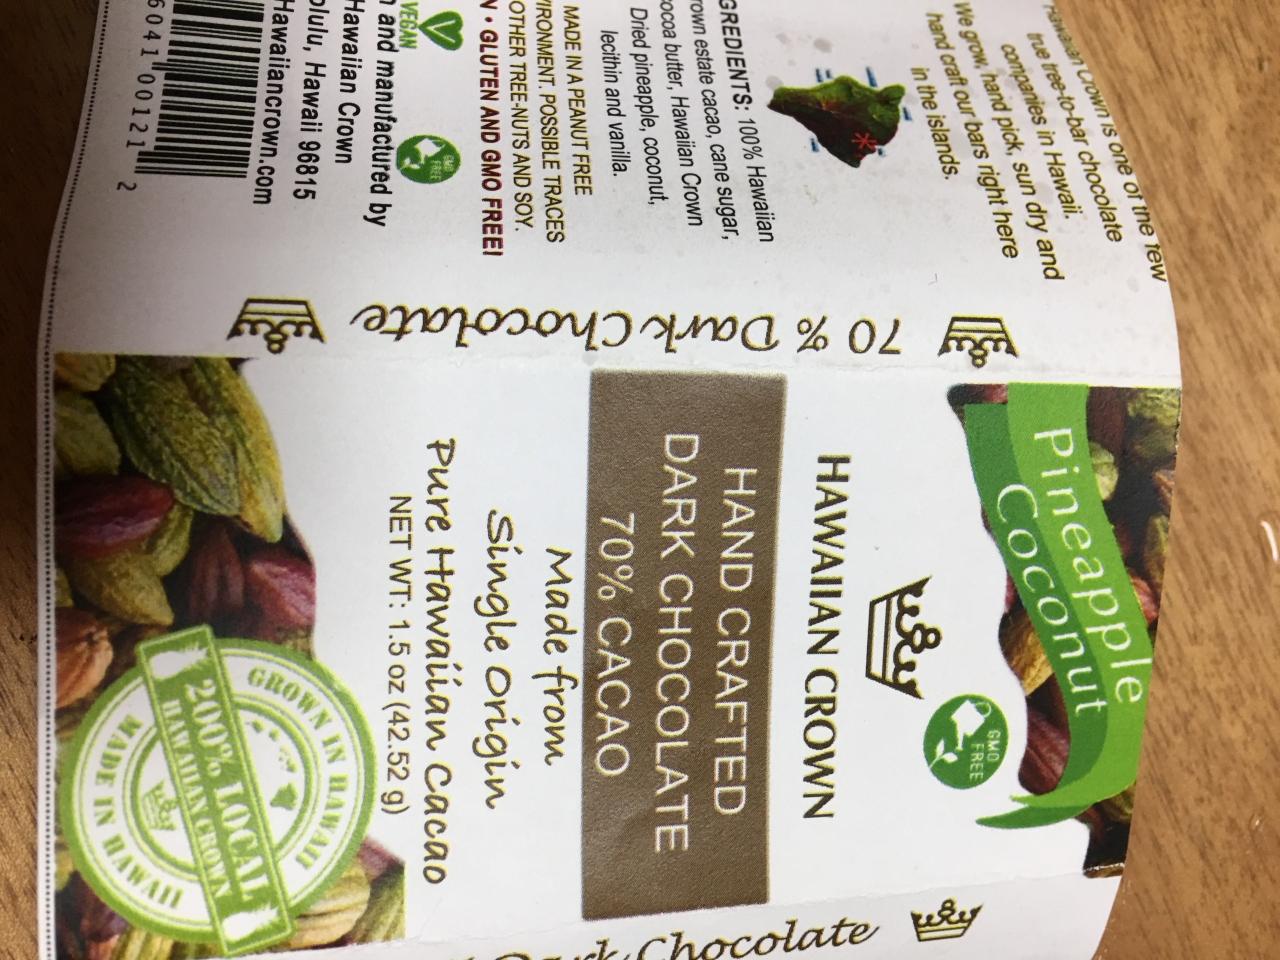 Pineapple
Coconut
GMO
FREE
HAWAIIAN CROWN
HAND CRAFTED
DARK CHOCOLATE
70% CACAO
Made from
Single Origin
Pure Hawaiian Cacao
NET WT: 1.5 oz (42.52 g)
GROWN IN HAWAII
200% LOCAL
HAWAIIAN CROWN
MADE IN HAWAII
70 % Dark Chocolate
Hawaiian Crown is one of the few
true tree-to-bar chocolate
companies in Hawaii.
We grow, hand pick, sun dry and
hand craft our bars right here
in the islands.
100% Hawaiian
estate cacao, cane sugar,
butter, Hawaiian Crown
Dried pineapple, coconut,
lecithin and vanilla.
MADE IN A PEANUT FREE
POSSIBLE TRACES
OTHER TREE-NUTS AND SOY.
• GLUTEN AND GMO FREE!
VEGAN
GMO
FREE
and manufactured by
Hawaiian Crown
Hawaii 96815
Hawaiiancrown.com
6041 00121 2
Dark Chocolate